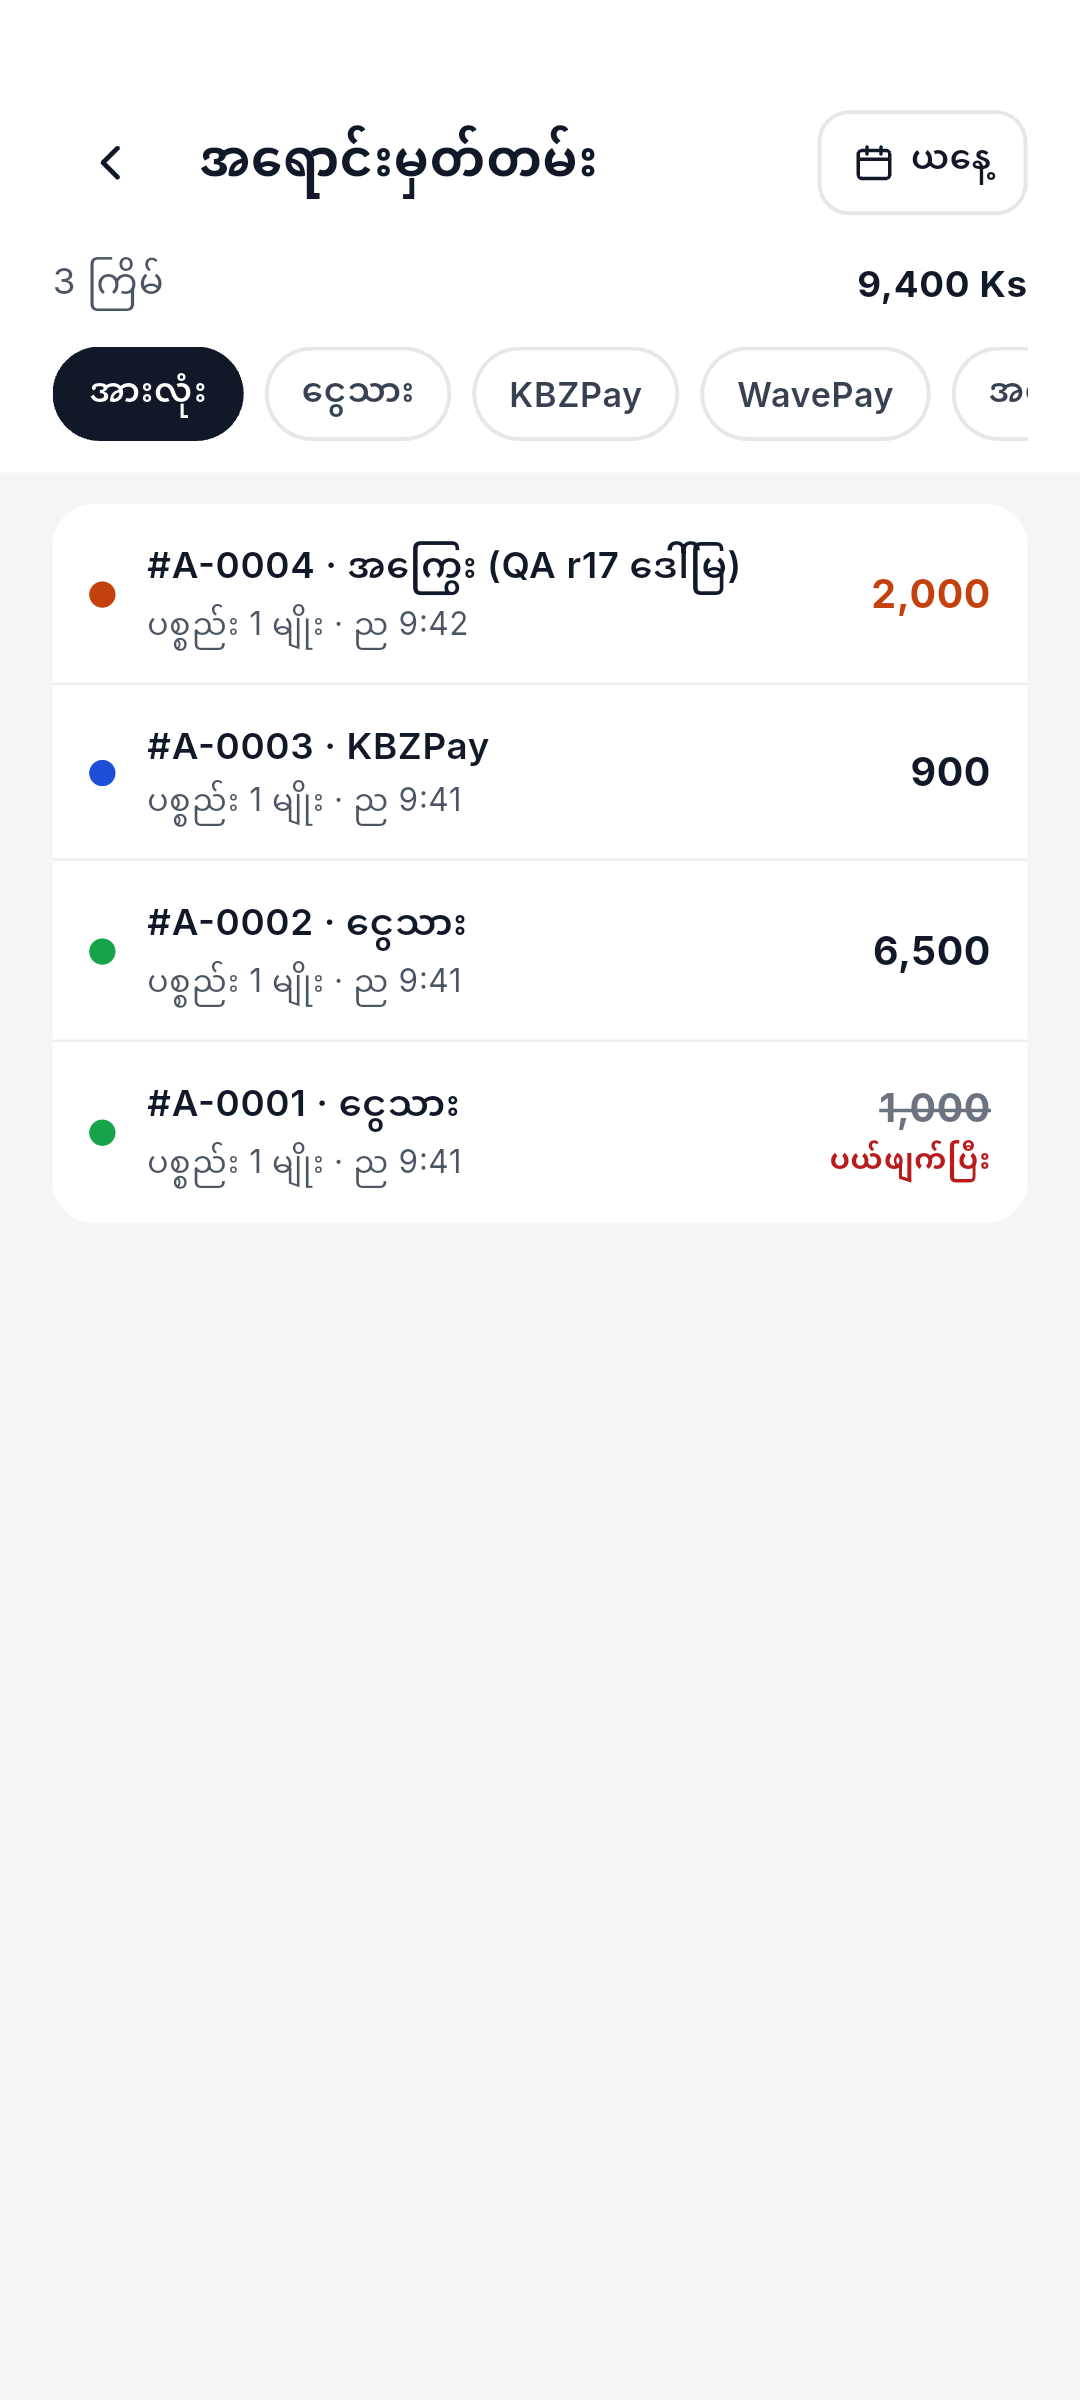 အရောင်းမှတ်တမ်း
ယနေ့
3 ကြိမ်
9,400 Ks
အားလုံး
ငွေသား
KBZPay
WavePay
#A-0004 · အကြွေး (QA r17 ဒေါ်မြ)
2,000
ပစ္စည်း 1 မျိုး · ည 9:42
#A-0003 · KBZPay
900
ပစ္စည်း 1 မျိုး · ည 9:41
#A-0002 · ငွေသား
6,500
ပစ္စည်း 1 မျိုး · ည 9:41
#A-0001 · ငွေသား
1,000
ပစ္စည်း 1 မျိုး · ည 9:41
ပယ်ဖျက်ပြီး